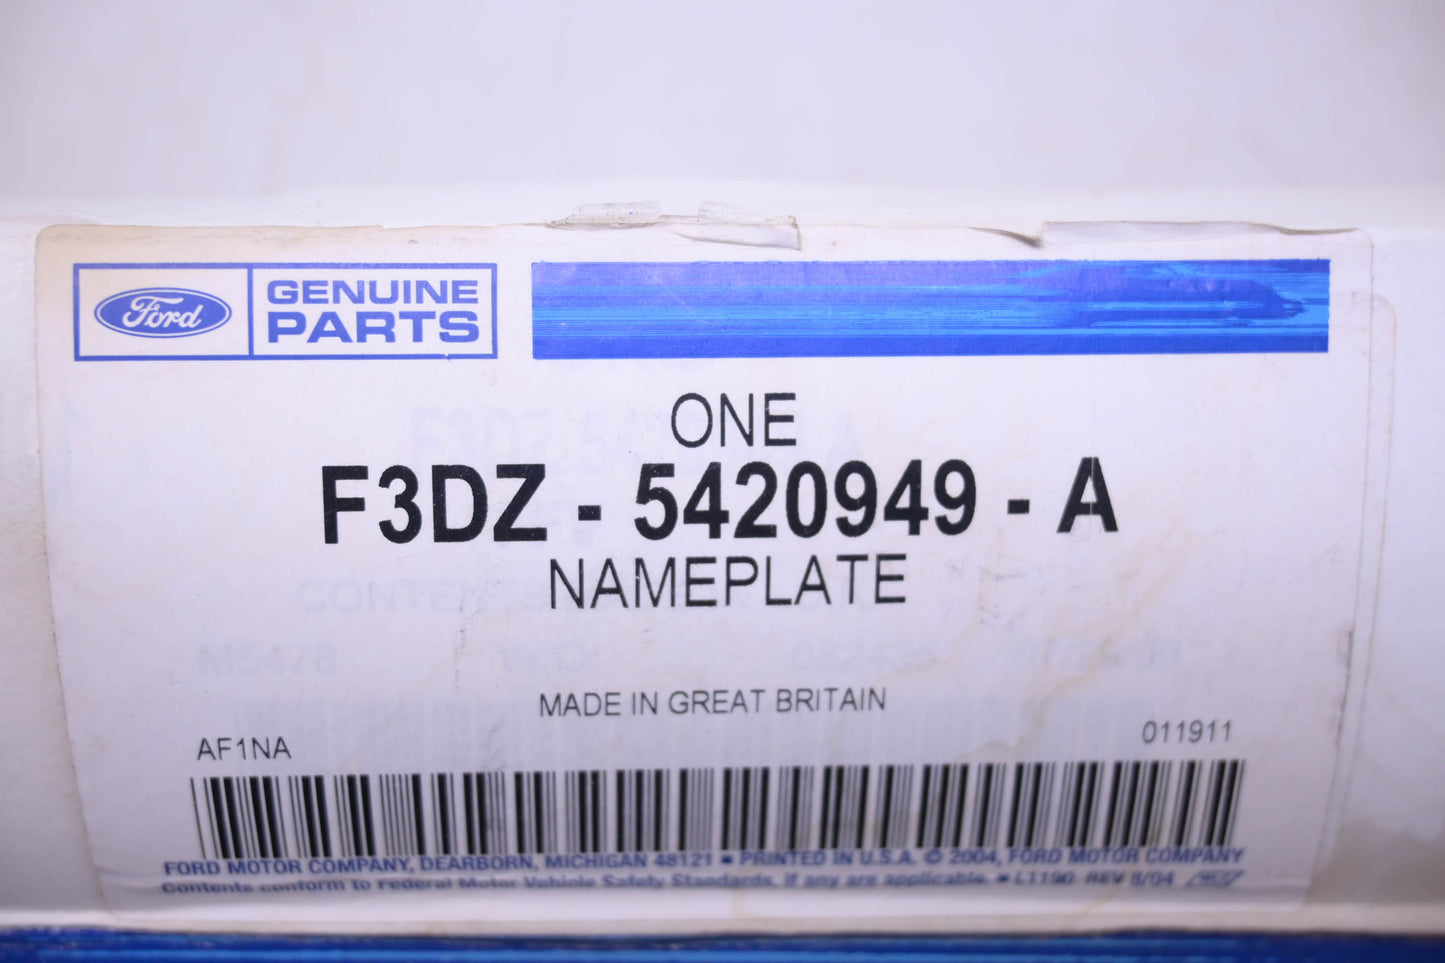 Ford
GENUINE
PARTS
ONE
F3DZ - 5420949 - A
NAMEPLATE
MADE IN GREAT BRITAIN
AF1NA
011911
FORD MOTOR COMPANY, DEARBORN, MICHIGAN 48121 ▪ PRINTED IN U.S.A. © 2004, FORD MOTOR COMPANY
Contents conform to Federal Motor Vehicle Safety Standards, if any are applicable. ▪ L1190 REV 8/04